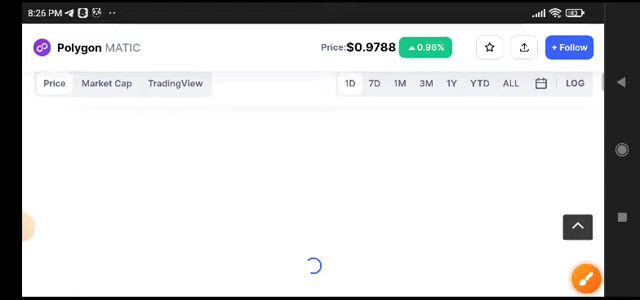 8:26 PM
Polygon MATIC Price:$0.9788 0.96% + Follow
Price Market Cap TradingView 1D 7D 1M 3M 1Y YTD ALL LOG